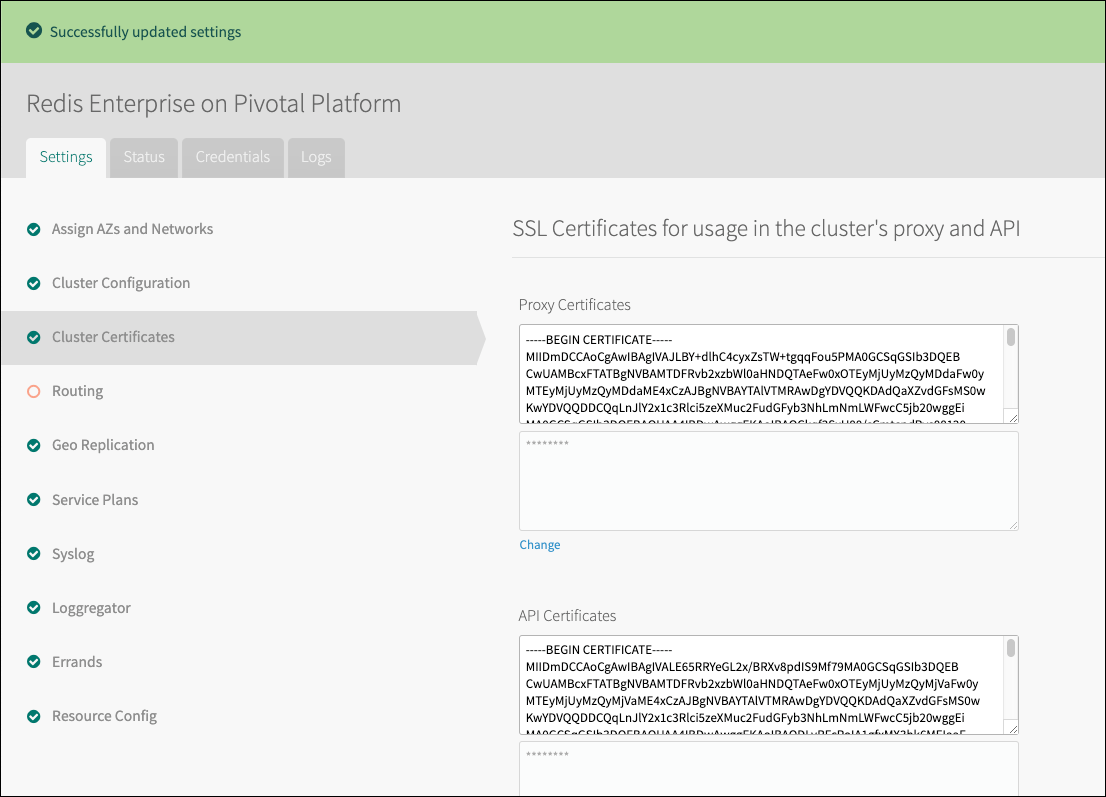 Successfully updated settings
Redis Enterprise on Pivotal Platform
Settings
Status
Credentials
Logs
Assign AZs and Networks
Cluster Configuration
Cluster Certificates
Routing
Geo Replication
Service Plans
Syslog
Loggregator
Errands
Resource Config
SSL Certificates for usage in the cluster's proxy and API
Proxy Certificates
-----BEGIN CERTIFICATE-----
MIIDmDCCAoCgAwIBAgIVAJLBY+dlhC4cyxZsTW+tgqqFou5PMA0GCSqGSIb3DQEB
CwUAMBcxFTATBgNVBAMTDFRvb2xzbWl0aHNDQTAeFw0xOTEyMjUyMzQyMDdaFw0y
MTEyMjUyMzQyMDdaME4xCzAJBgNVBAYTAlVTMRAwDgYDVQQKDAdQaXZvdGFsMS0w
KwYDVQQDDCQqLnJlY2x1c3Rlci5zeXMuc2FudGFyb3NhLmNmLWFwcC5jb20wggEi
********
Change
API Certificates
-----BEGIN CERTIFICATE-----
MIIDmDCCAoCgAwIBAgIVALE65RRYeGL2x/BRXv8pdIS9Mf79MA0GCSqGSIb3DQEB
CwUAMBcxFTATBgNVBAMTDFRvb2xzbWl0aHNDQTAeFw0xOTEyMjUyMzQyMjVaFw0y
MTEyMjUyMzQyMjVaME4xCzAJBgNVBAYTAlVTMRAwDgYDVQQKDAdQaXZvdGFsMS0w
KwYDVQQDDCQqLnJlY2x1c3Rlci5zeXMuc2FudGFyb3NhLmNmLWFwcC5jb20wggEi
********